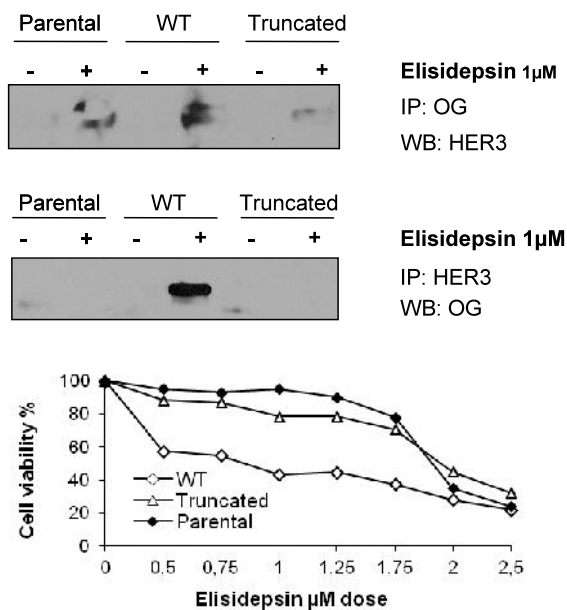 Parental WT Truncated
- + - + - + Elisidepsin 1µM
IP: OG
WB: HER3
Parental WT Truncated
- + - + - + Elisidepsin 1µM
IP: HER3
WB: OG
Cell viability %
100
80
60
40
20
0
WT
Truncated
Parental
0 0.5 0,75 1 1.25 1.75 2 2,5
Elisidepsin µM dose